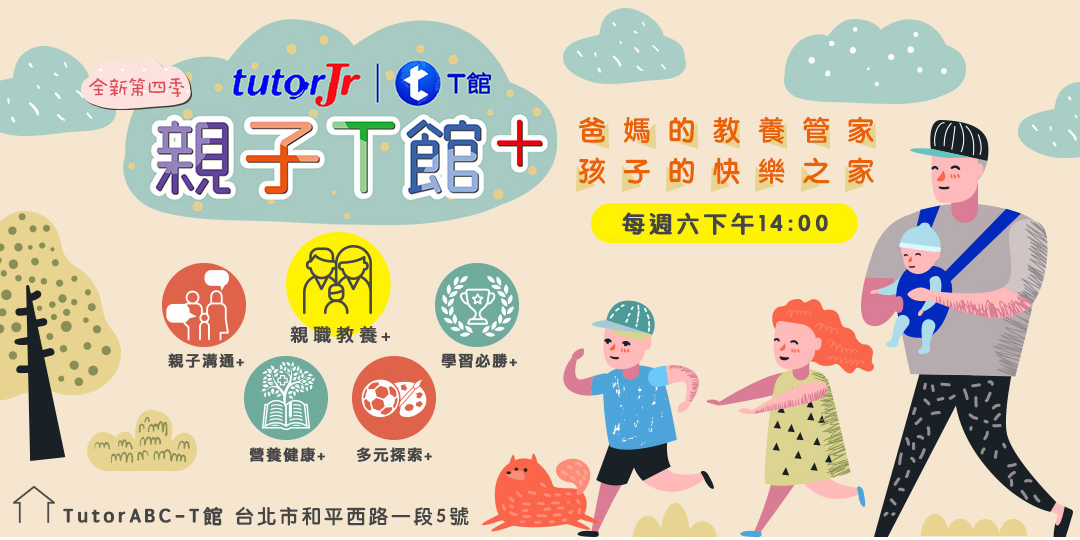 全新第四季
tutorJr | t T館
親子T館+
爸媽的教養管家
孩子的快樂之家
每週六下午14:00
親子溝通+
親職教養+
學習必勝+
營養健康+
多元探索+
TutorABC-T館 台北市和平西路一段5號